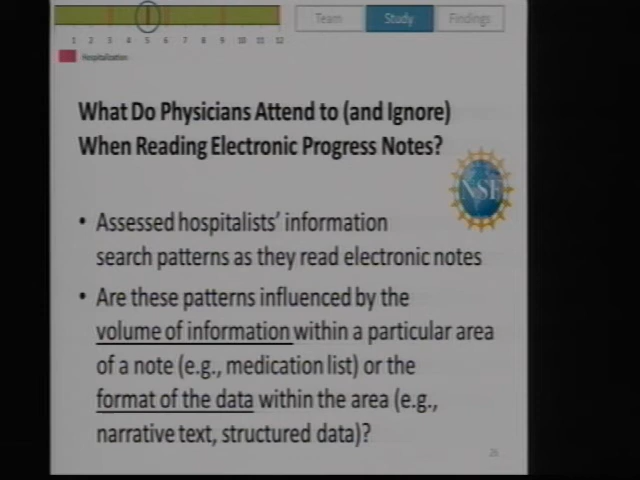 Team Study Findings
1 2 3 4 5 6 7 8 9 10 11 12
Hospitalization
What Do Physicians Attend to (and Ignore)
When Reading Electronic Progress Notes?
NSF
• Assessed hospitalists' information
search patterns as they read electronic notes
• Are these patterns influenced by the
volume of information within a particular area
of a note (e.g., medication list) or the
format of the data within the area (e.g.,
narrative text, structured data)?
26